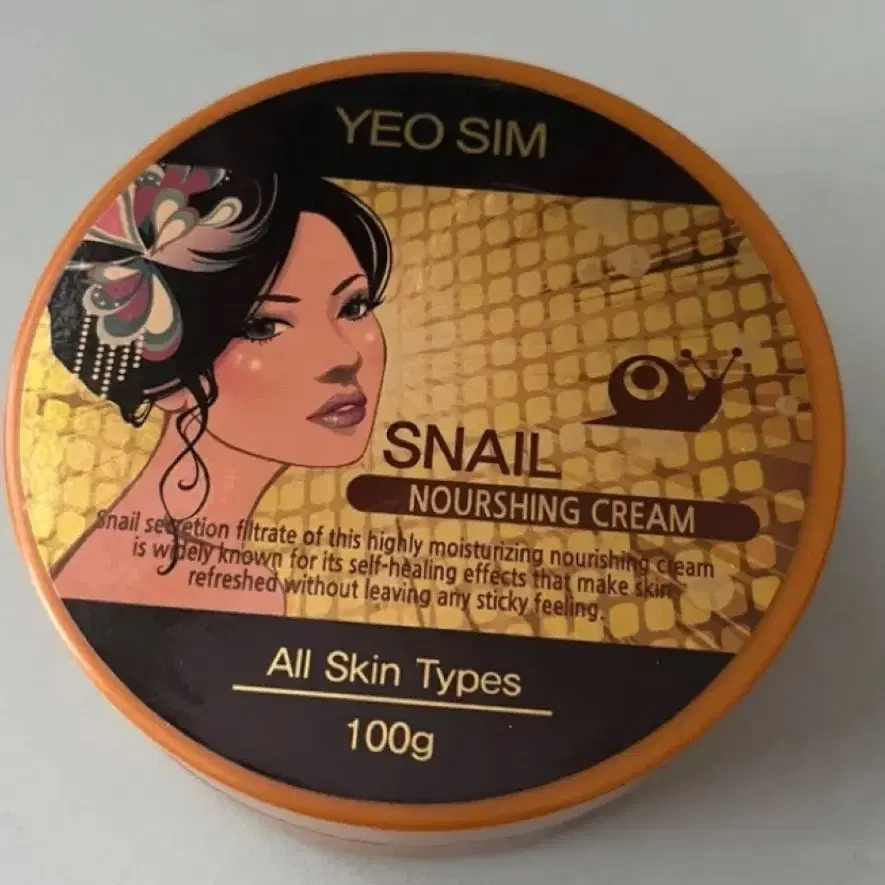 YEO SIM
SNAIL
NOURSHING CREAM
Snail secretion filtrate of this highly moisturizing nourishing cream
is widely known for its self-healing effects that make skin
refreshed without leaving any sticky feeling.
All Skin Types
100g